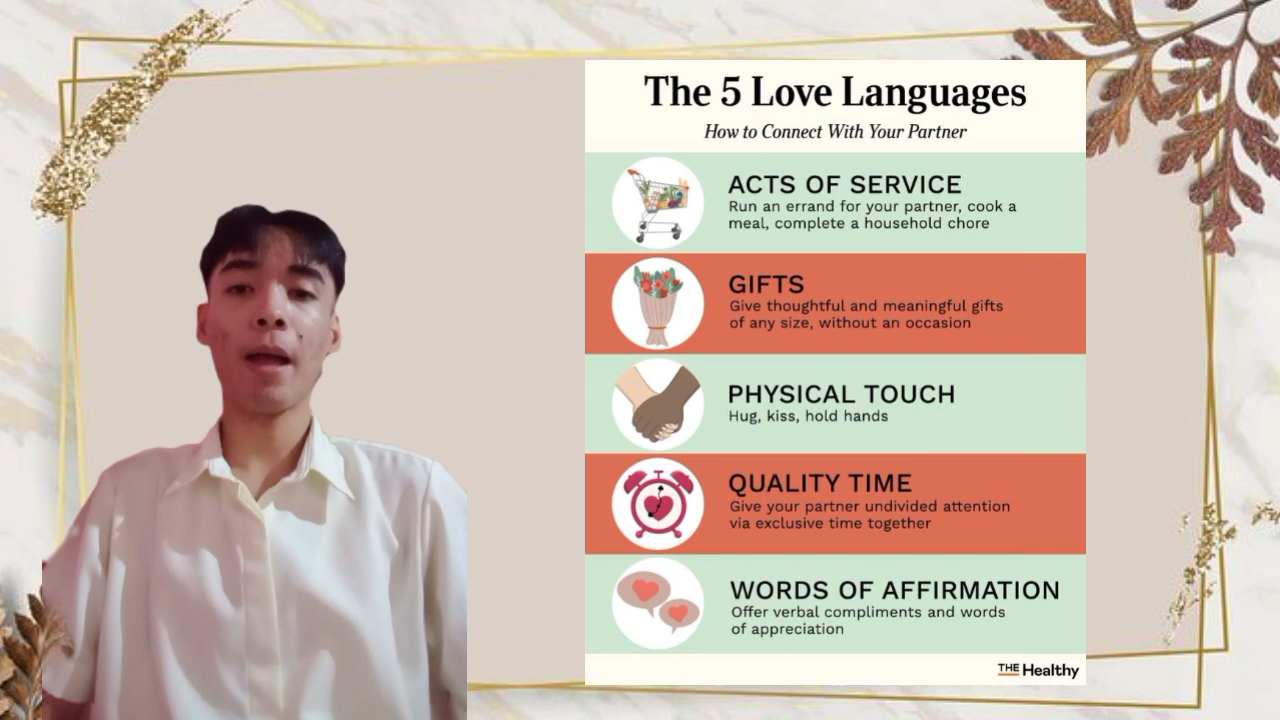 The 5 Love Languages
How to Connect With Your Partner
ACTS OF SERVICE
Run an errand for your partner, cook a
meal, complete a household chore
GIFTS
Give thoughtful and meaningful gifts
of any size, without an occasion
PHYSICAL TOUCH
Hug, kiss, hold hands
QUALITY TIME
Give your partner undivided attention
via exclusive time together
WORDS OF AFFIRMATION
Offer verbal compliments and words
of appreciation
THE Healthy